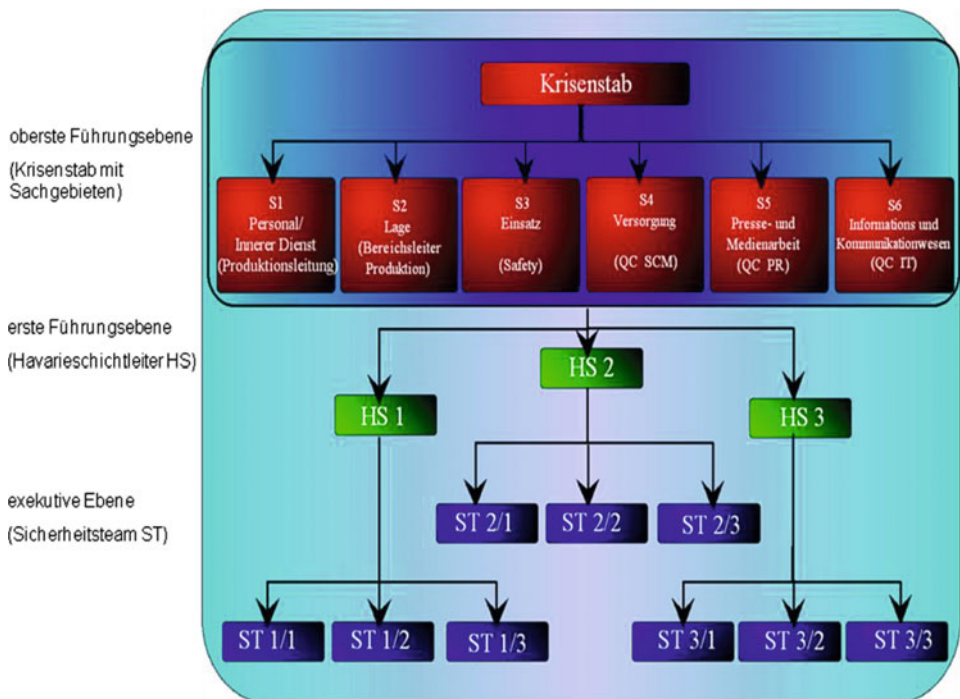 Krisenstab
oberste Führungsebene
(Krisenstab mit
Sachgebieten)
S1
Personal/
Innerer Dienst
(Produktionsleitung)
S2
Lage
(Bereichsleiter
Produktion)
S3
Einsatz
(Safety)
S4
Versorgung
(QC SCM)
S5
Presse- und
Medienarbeit
(QC PR)
S6
Informations und
Kommunikationwesen
(QC IT)
erste Führungsebene
(Havarieschichtleiter HS)
HS 1
HS 2
HS 3
exekutive Ebene
(Sicherheitsteam ST)
ST 2/1
ST 2/2
ST 2/3
ST 1/1
ST 1/2
ST 1/3
ST 3/1
ST 3/2
ST 3/3